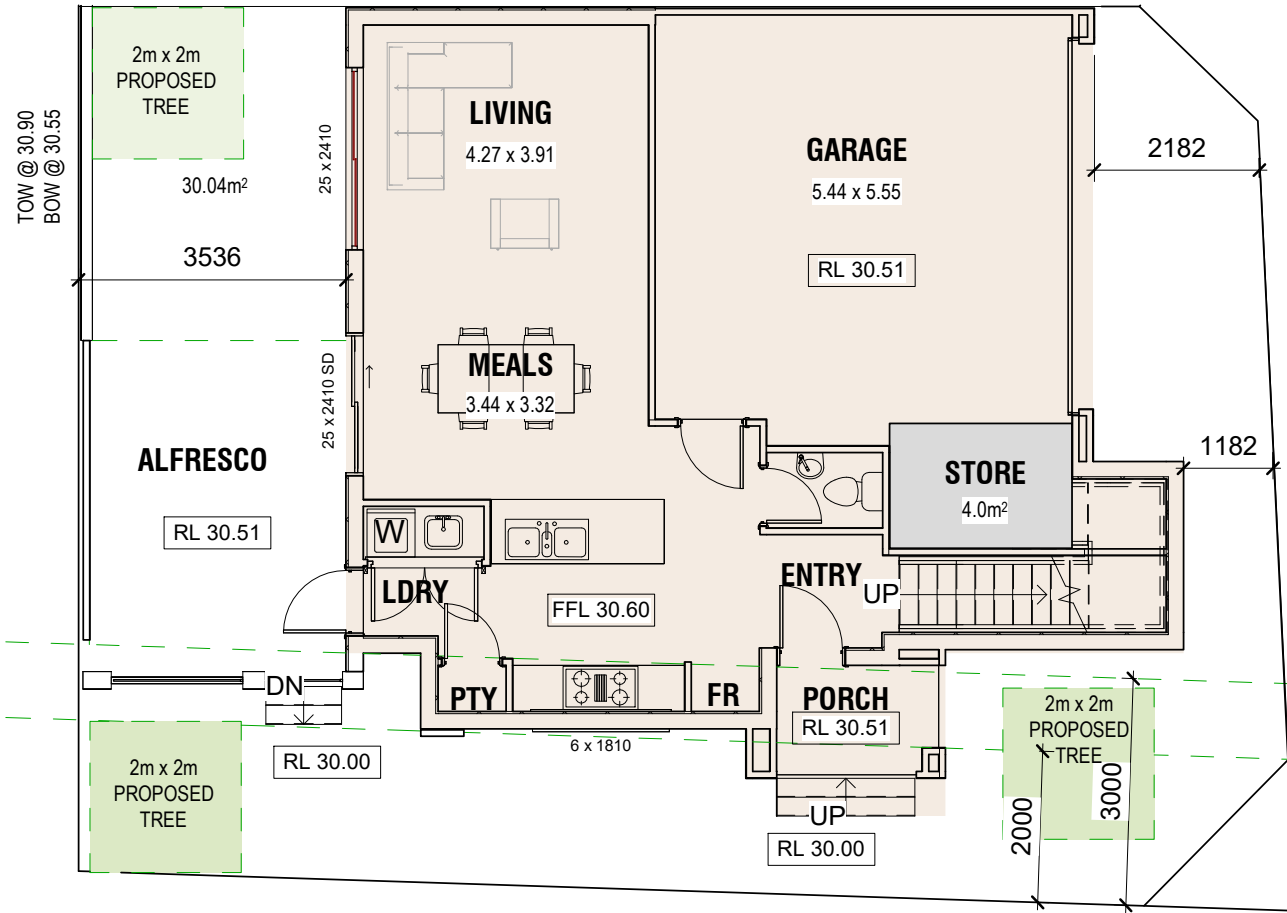 2m x 2m
PROPOSED
TREE
TOW @ 30.90
BOW @ 30.55
30.04m²
3536
25 x 2410
LIVING
4.27 x 3.91
GARAGE
5.44 x 5.55
RL 30.51
2182
MEALS
3.44 x 3.32
25 x 2410 SD
ALFRESCO
RL 30.51
STORE
4.0m²
1182
W
LDRY
FFL 30.60
ENTRY
UP
PTY
FR
PORCH
RL 30.51
DN
RL 30.00
6 x 1810
2m x 2m
PROPOSED
TREE
UP
RL 30.00
2m x 2m
PROPOSED
TREE
2000
3000